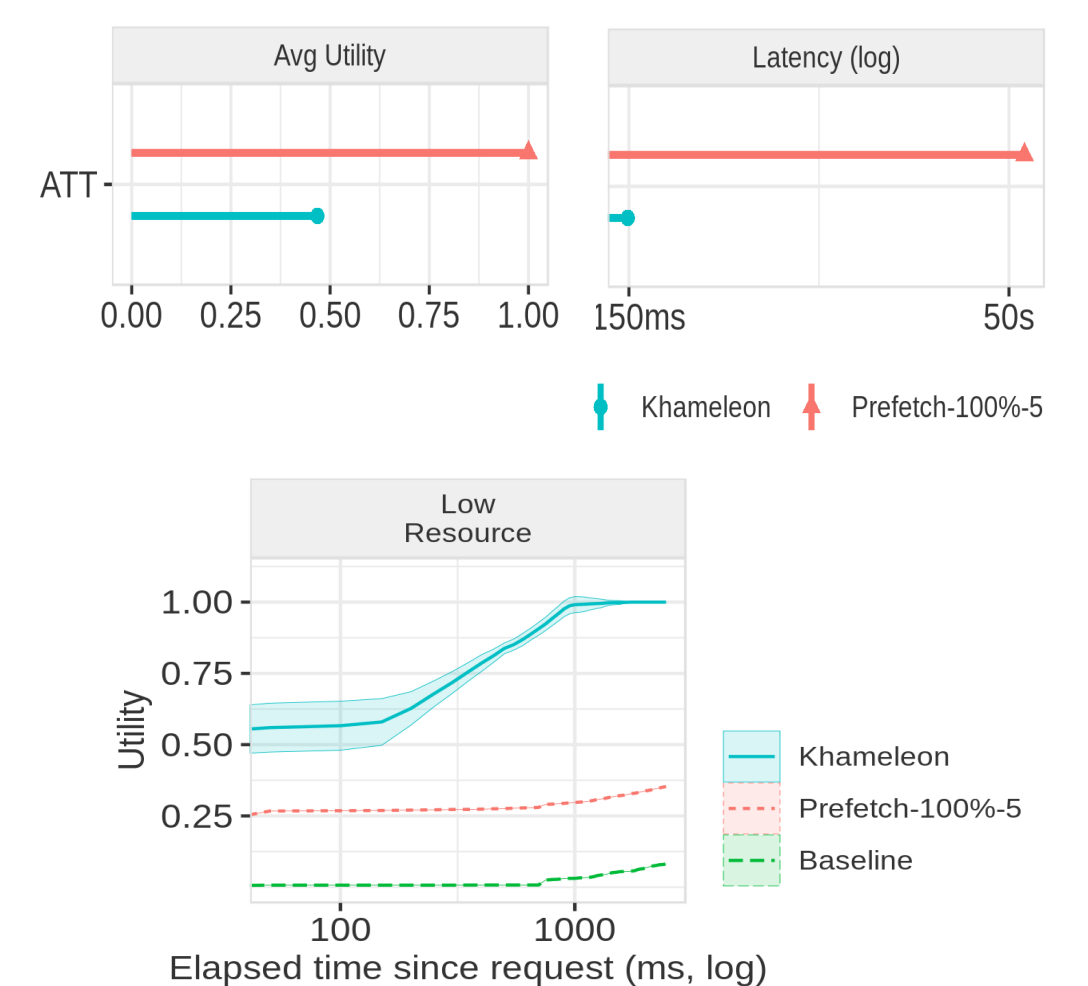 Avg Utility
Latency (log)
ATT
0.00 0.25 0.50 0.75 1.00
150ms 50s
Khameleon Prefetch-100%-5
Low
Resource
1.00
0.75
0.50
0.25
Utility
100 1000
Elapsed time since request (ms, log)
Khameleon
Prefetch-100%-5
Baseline